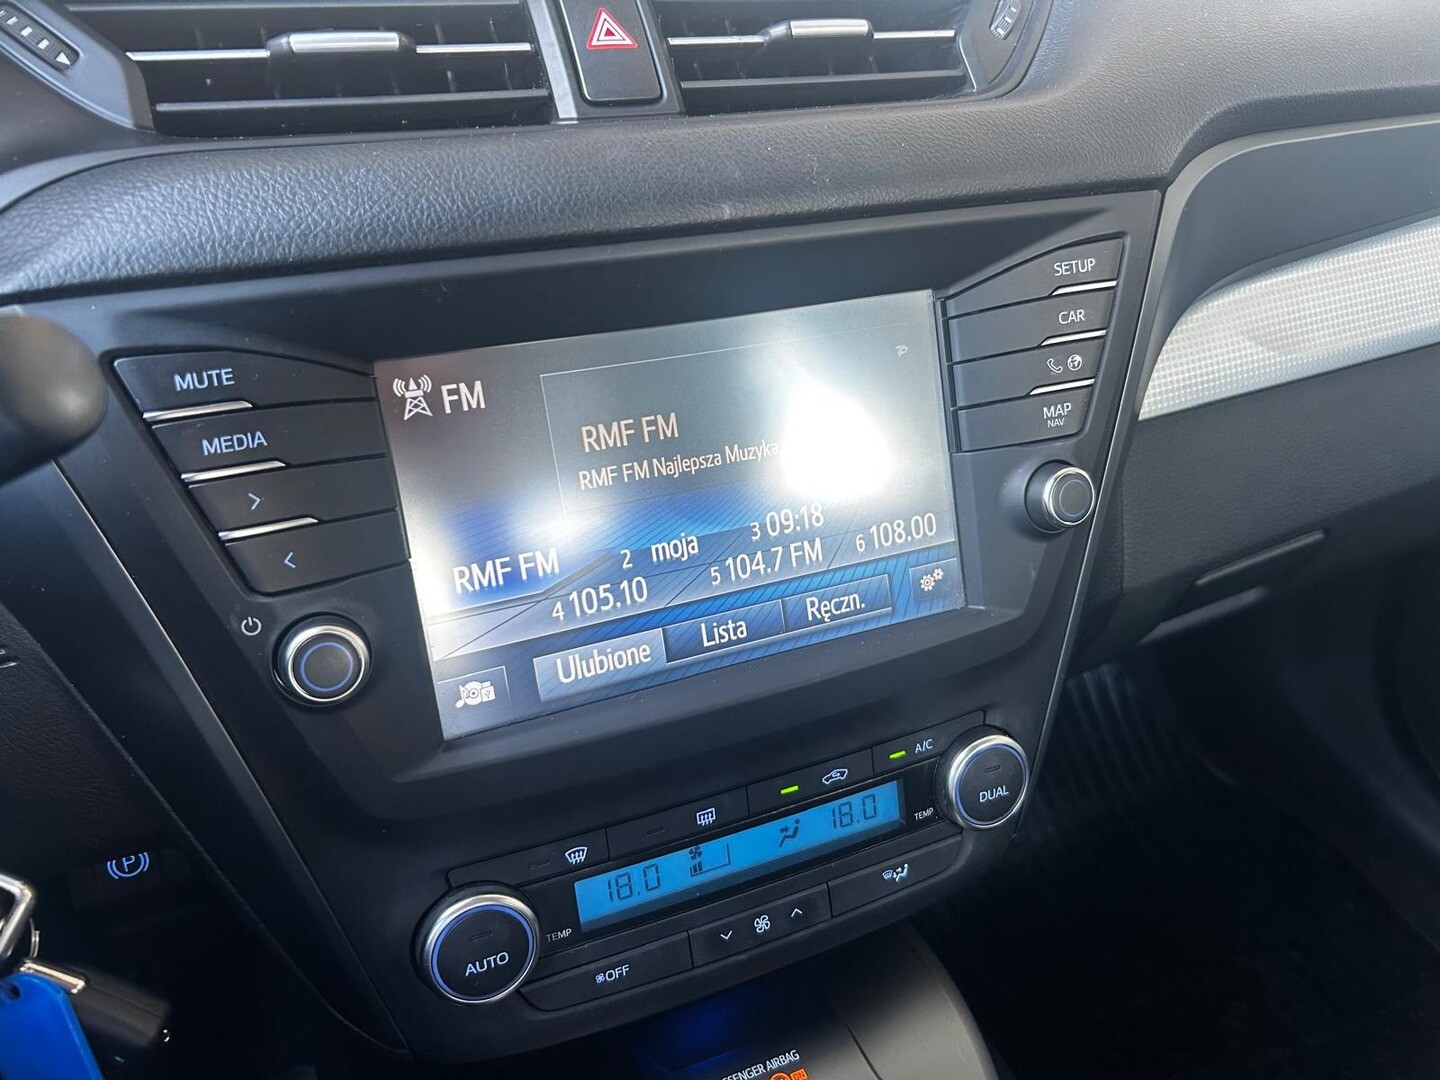 MUTE
MEDIA
SETUP
CAR
MAP
NAV
FM
RMF FM
RMF FM Najlepsza Muzyka
RMF FM
2 moja
3 09:18
4 105.10
5 104.7 FM
6 108.00
Ulubione
Lista
Ręczn.
A/C
18.0
18.0
TEMP
TEMP
AUTO
DUAL
OFF
P
AIRBAG
ON